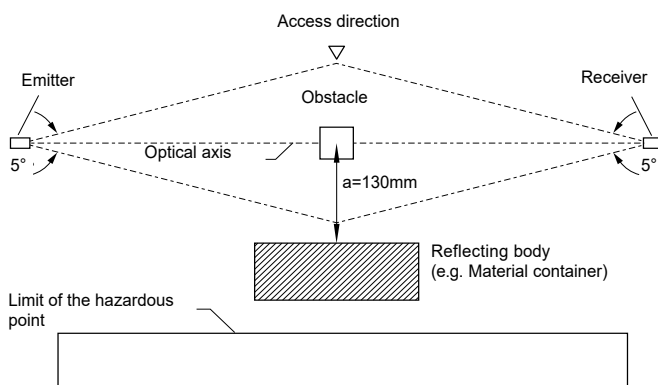 Access direction
Emitter
Receiver
Obstacle
5°
Optical axis
5°
a=130mm
Reflecting body
(e.g. Material container)
Limit of the hazardous
point